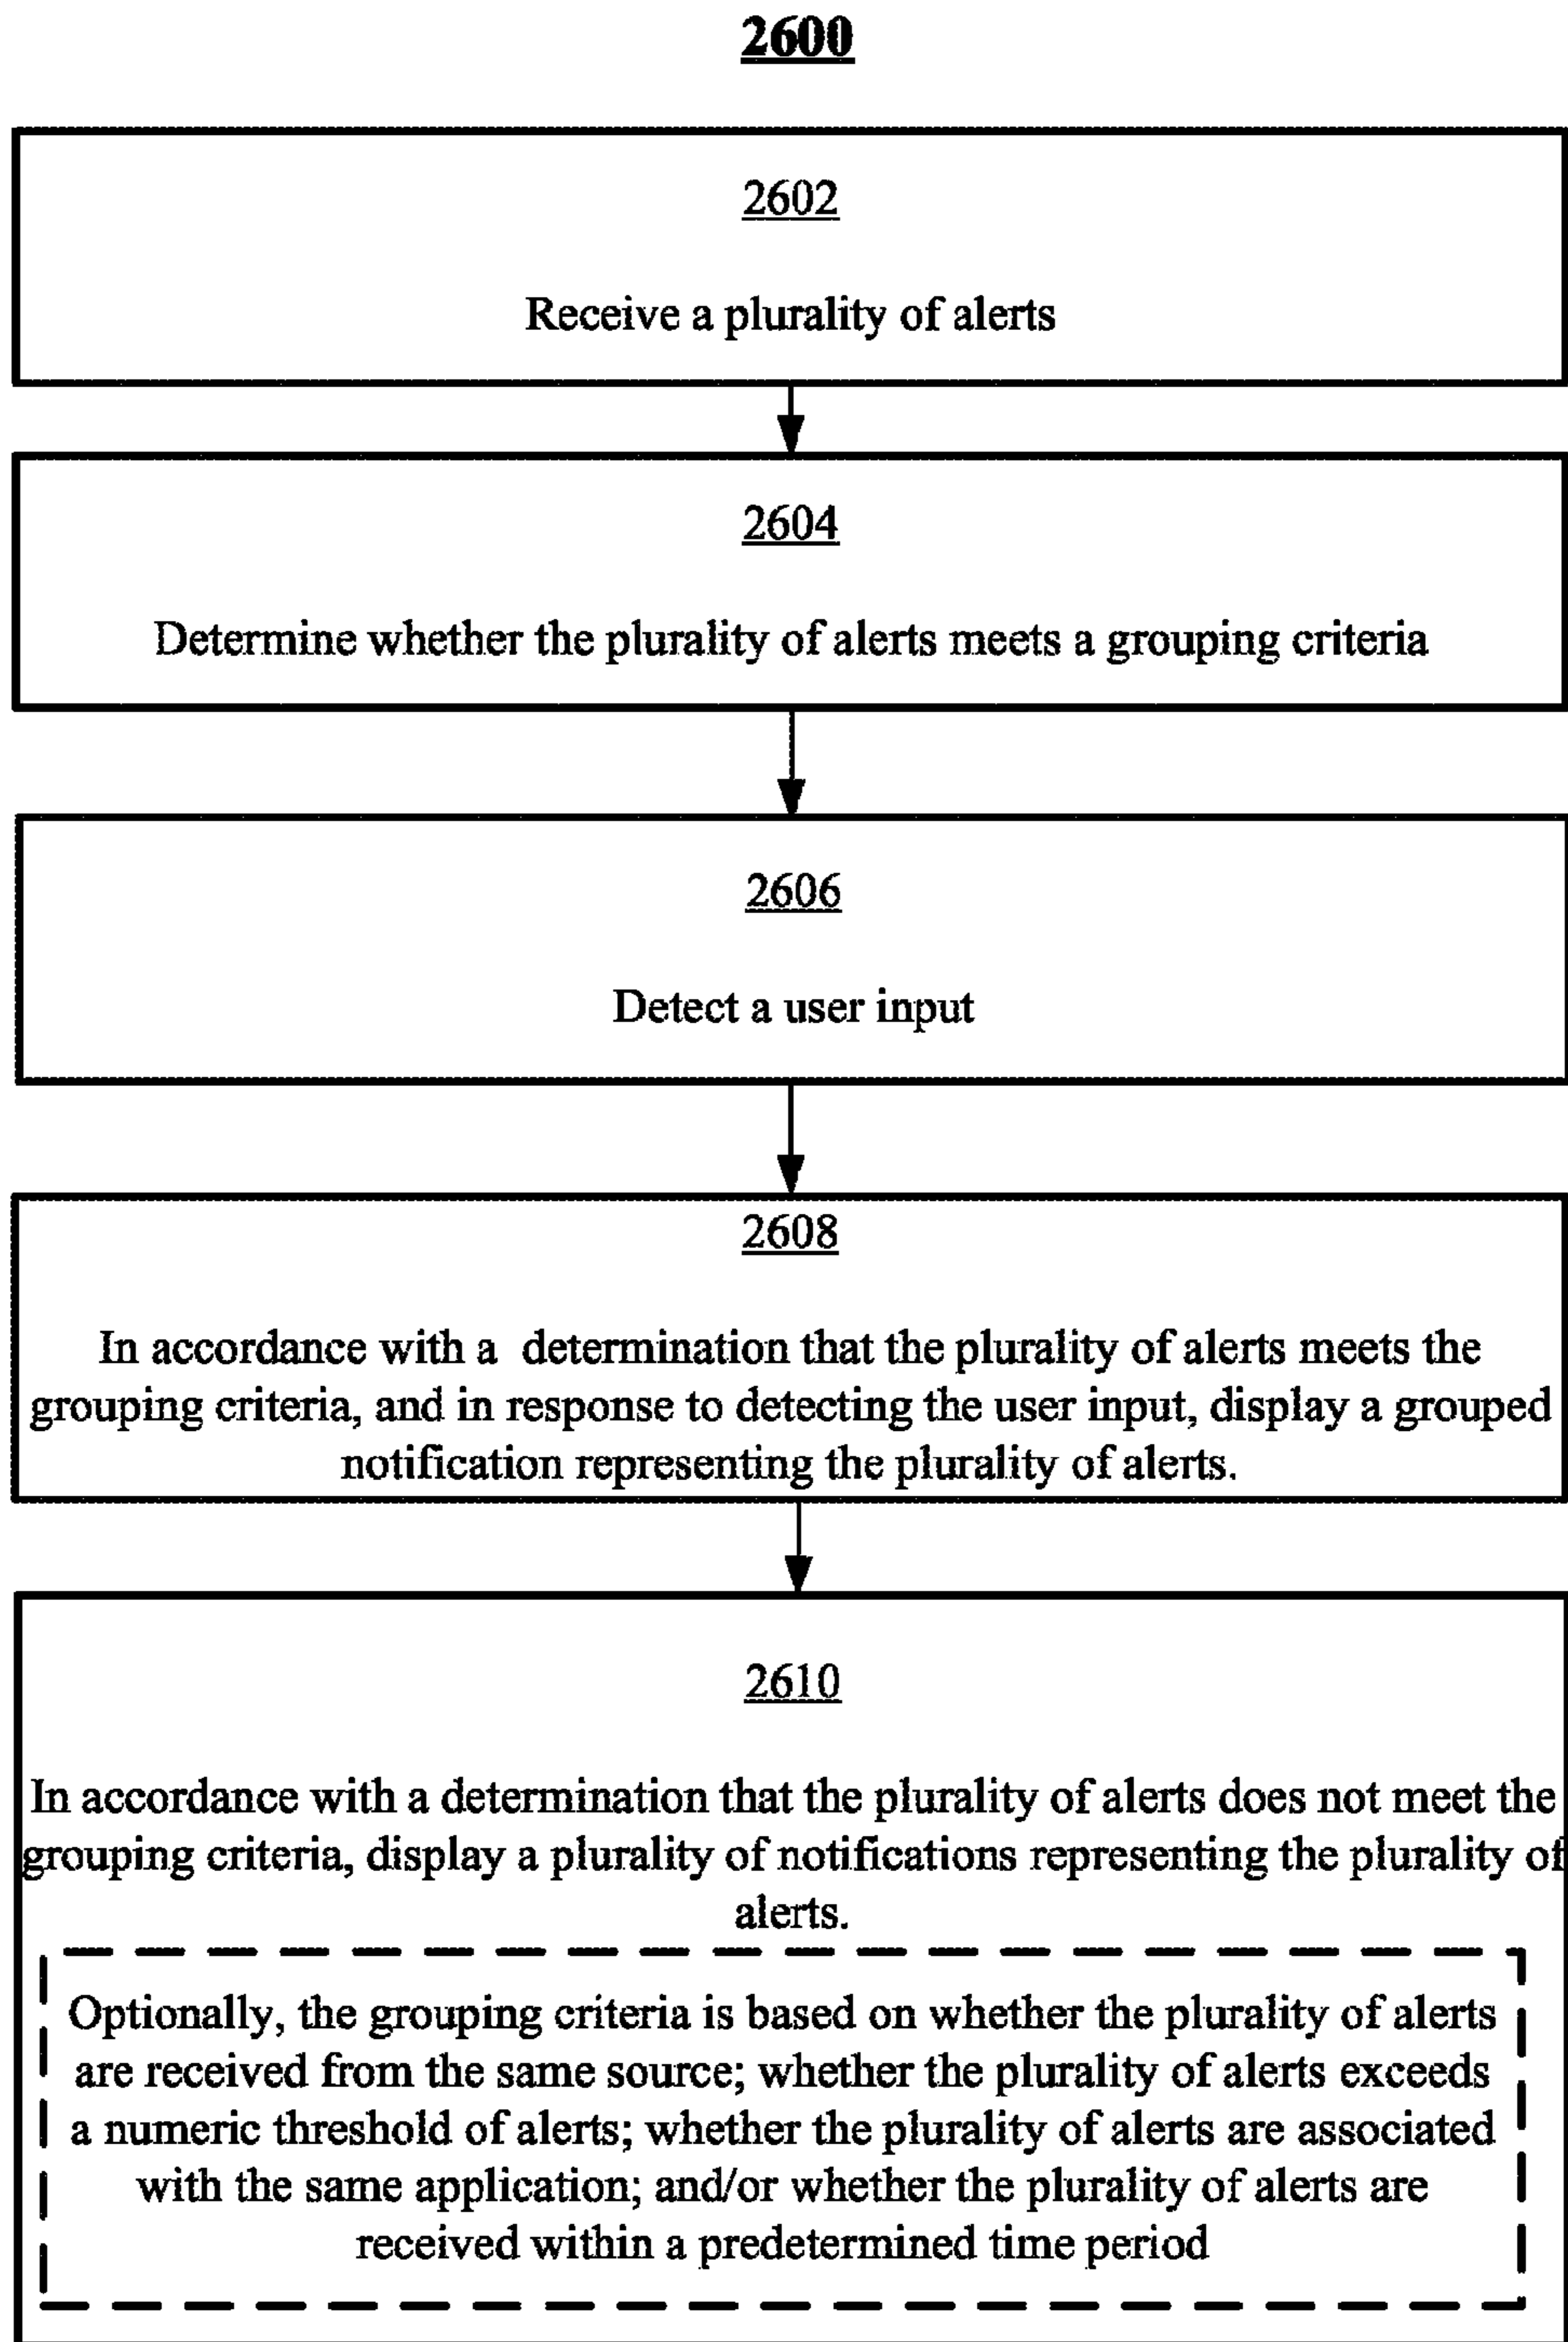 2600
2602
Receive a plurality of alerts
2604
Determine whether the plurality of alerts meets a grouping criteria
2606
Detect a user input
2608
In accordance with a determination that the plurality of alerts meets the
grouping criteria, and in response to detecting the user input, display a grouped
notification representing the plurality of alerts.
2610
In accordance with a determination that the plurality of alerts does not meet the
grouping criteria, display a plurality of notifications representing the plurality of
alerts.
Optionally, the grouping criteria is based on whether the plurality of alerts
are received from the same source; whether the plurality of alerts exceeds
a numeric threshold of alerts; whether the plurality of alerts are associated
with the same application; and/or whether the plurality of alerts are
received within a predetermined time period